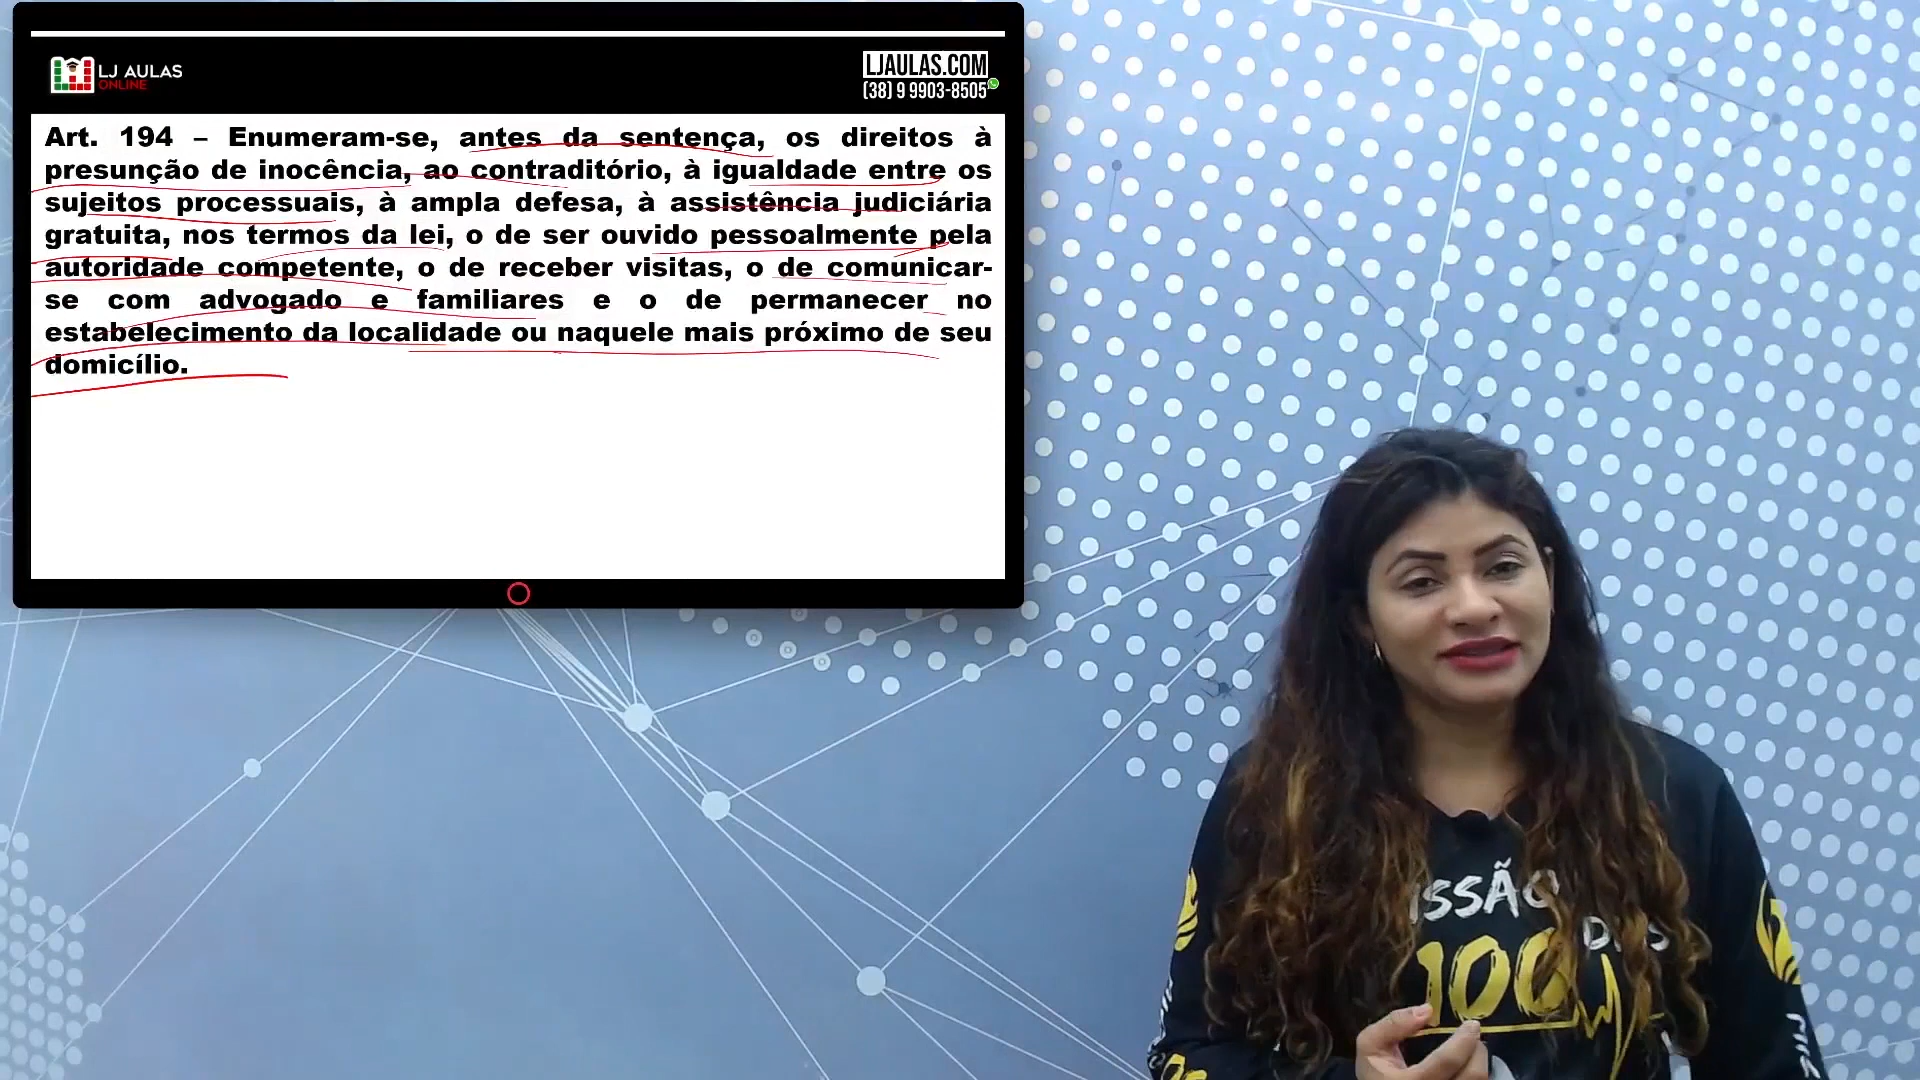 LJ AULAS
ONLINE
LJAULAS.COM
(38) 9 9903-8505
Art. 194 – Enumeram-se, antes da sentença, os direitos à
presunção de inocência, ao contraditório, à igualdade entre os
sujeitos processuais, à ampla defesa, à assistência judiciária
gratuita, nos termos da lei, o de ser ouvido pessoalmente pela
autoridade competente, o de receber visitas, o de comunicar-
se com advogado e familiares e o de permanecer no
estabelecimento da localidade ou naquele mais próximo de seu
domicílio.
100